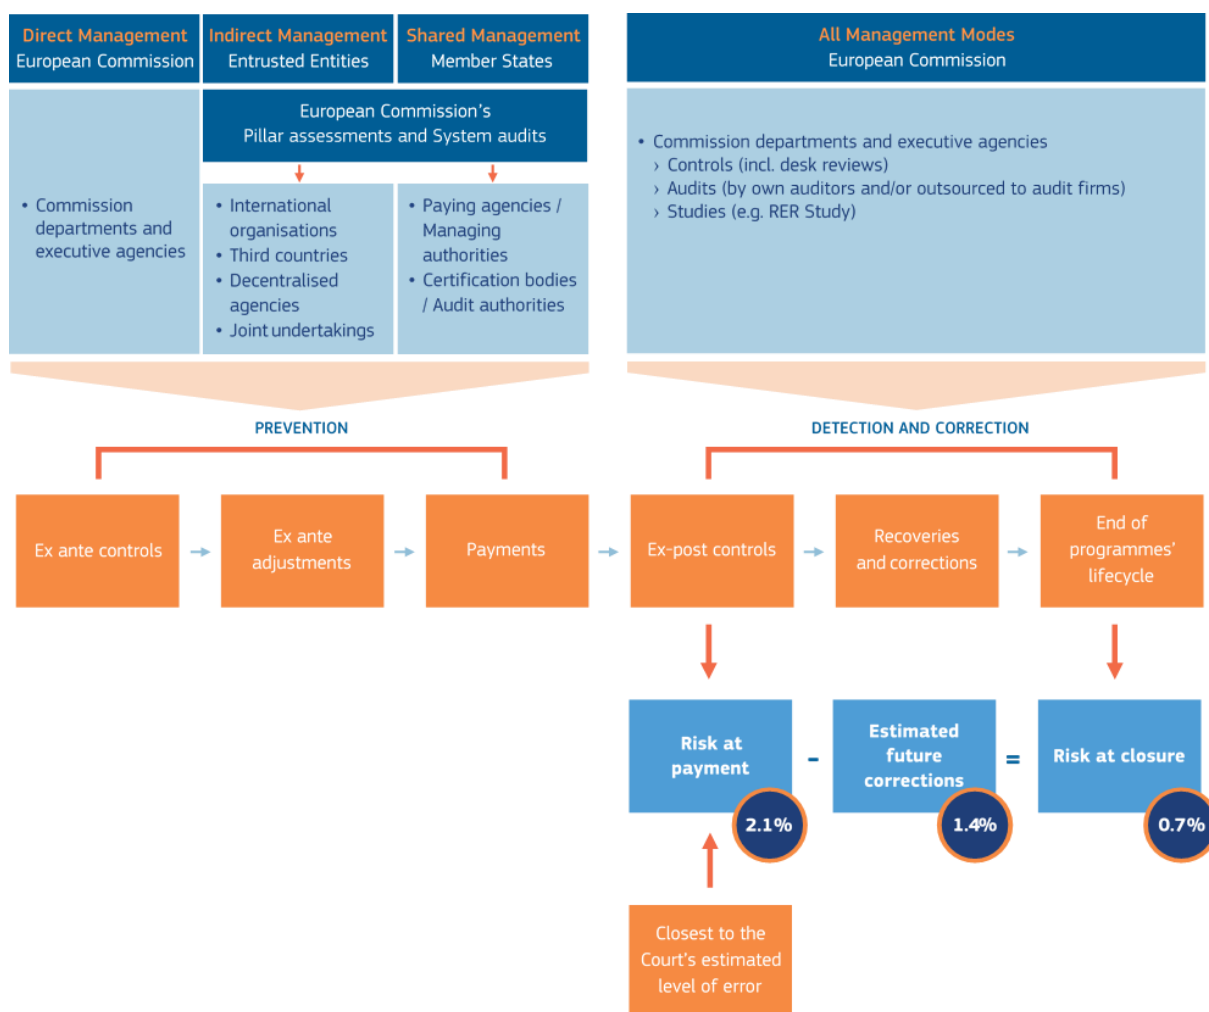 Direct Management
European Commission
Indirect Management
Entrusted Entities
Shared Management
Member States
All Management Modes
European Commission
European Commission's
Pillar assessments and System audits
• Commission
departments and
executive agencies
• International
organisations
• Third countries
• Decentralised
agencies
• Joint undertakings
• Paying agencies /
Managing
authorities
• Certification bodies
/ Audit authorities
• Commission departments and executive agencies
› Controls (incl. desk reviews)
› Audits (by own auditors and/or outsourced to audit firms)
› Studies (e.g. RER Study)
PREVENTION
DETECTION AND CORRECTION
Ex ante controls
Ex ante
adjustments
Payments
Ex-post controls
Recoveries
and corrections
End of
programmes'
lifecycle
Risk at
payment
2.1%
-
Estimated
future
corrections
1.4%
=
Risk at closure
0.7%
Closest to the
Court's estimated
level of error